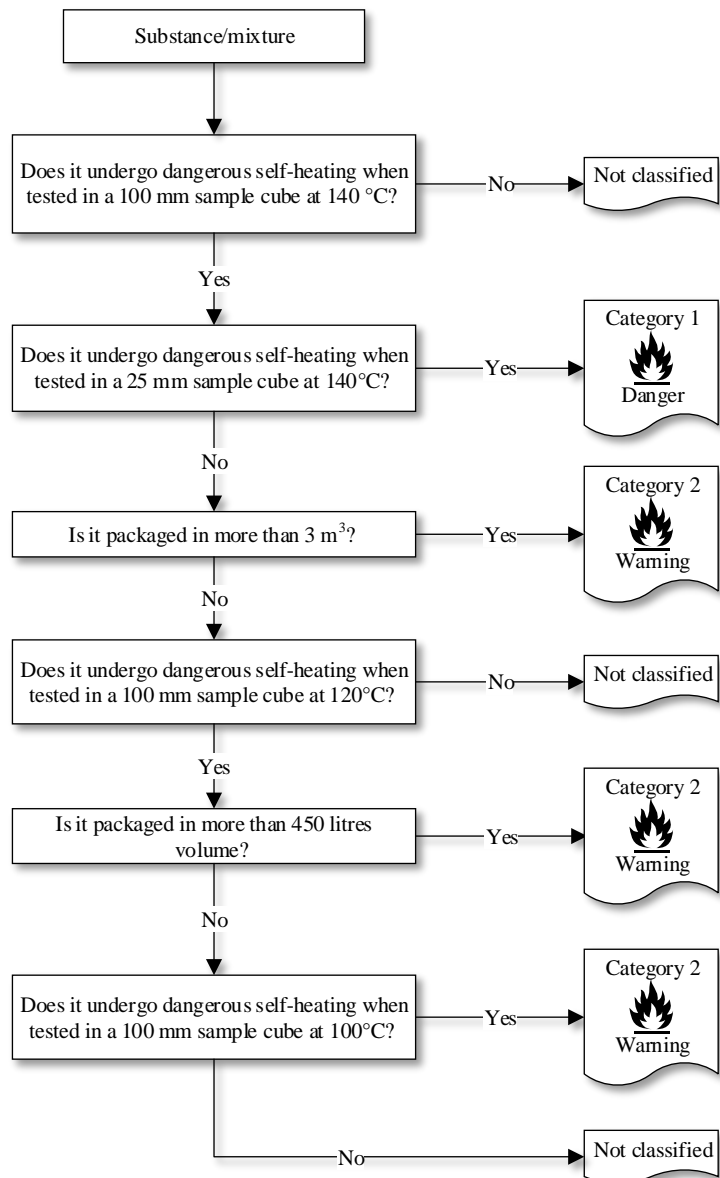 Substance/mixture
Does it undergo dangerous self-heating when
tested in a 100 mm sample cube at 140 °C?
No
Not classified
Yes
Does it undergo dangerous self-heating when
tested in a 25 mm sample cube at 140°C?
Yes
Category 1
Danger
No
Is it packaged in more than 3 m³?
Yes
Category 2
Warning
No
Does it undergo dangerous self-heating when
tested in a 100 mm sample cube at 120°C?
No
Not classified
Yes
Is it packaged in more than 450 litres
volume?
Yes
Category 2
Warning
No
Does it undergo dangerous self-heating when
tested in a 100 mm sample cube at 100°C?
Yes
Category 2
Warning
No
Not classified